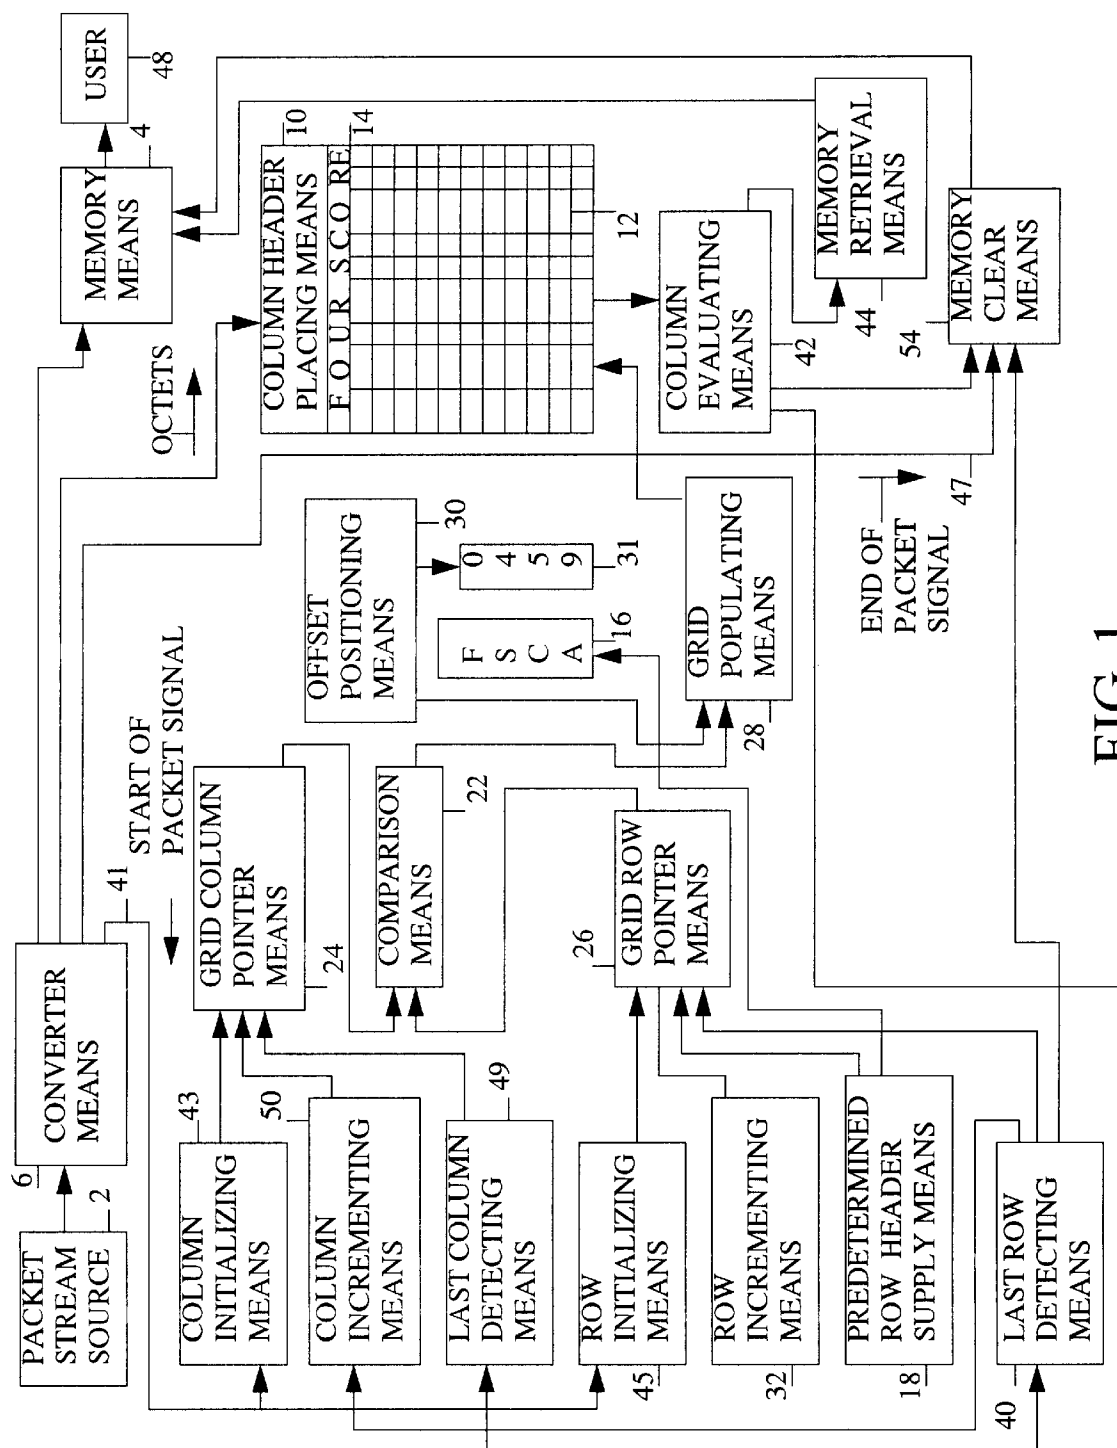 PACKET
STREAM
SOURCE
2
6
CONVERTER
MEANS
41
START OF
PACKET SIGNAL
OCTETS
MEMORY
MEANS
4
USER
48
COLUMN
INITIALIZING
MEANS
43
COLUMN
INCREMENTING
MEANS
50
LAST COLUMN
DETECTING
MEANS
49
ROW
INITIALIZING
MEANS
45
ROW
INCREMENTING
MEANS
32
PREDETERMINED
ROW HEADER
SUPPLY MEANS
18
LAST ROW
DETECTING
MEANS
40
GRID COLUMN
POINTER
MEANS
24
COMPARISON
MEANS
22
GRID ROW
POINTER
MEANS
26
OFFSET
POSITIONING
MEANS
30
0
4
5
9
31
F
S
C
A
16
GRID
POPULATING
MEANS
28
COLUMN HEADER
PLACING MEANS
10
F O U R S C O R E
14
12
COLUMN
EVALUATING
MEANS
42
MEMORY
RETRIEVAL
MEANS
44
MEMORY
CLEAR
MEANS
54
END OF
PACKET
SIGNAL
47
FIG. 1